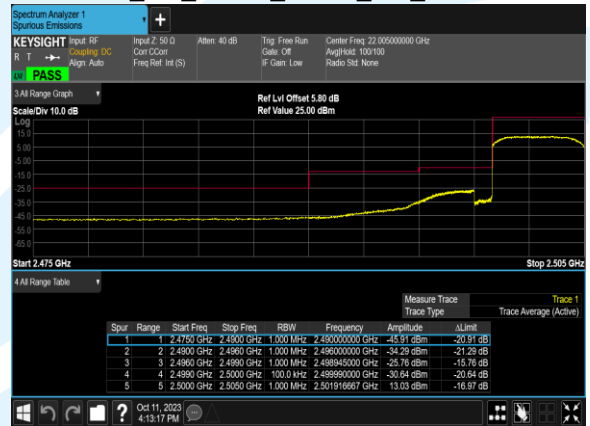 Spectrum Analyzer 1
Spurious Emissions
KEYSIGHT Input: RF Input Z: 50 Ω Atten: 40 dB Trig: Free Run Center Freq: 22.005000000 GHz
R T Coupling: DC Corr CCorr Gate: Off Avg|Hold: 100/100
Align: Auto Freq Ref: Int (S) IF Gain: Low Radio Std: None
PASS
3 All Range Graph
Ref Lvl Offset 5.80 dB
Scale/Div 10.0 dB Ref Value 25.00 dBm
Log
15.0
5.00
-5.00
-15.0
-25.0
-35.0
-45.0
-55.0
-65.0
Start 2.475 GHz Stop 2.505 GHz
4 All Range Table
Measure Trace Trace 1
Trace Type Trace Average (Active)
Spur Range Start Freq Stop Freq RBW Frequency Amplitude ΔLimit
1 1 2.4750 GHz 2.4900 GHz 1.000 MHz 2.490000000 GHz -45.91 dBm -20.91 dB
2 2 2.4900 GHz 2.4960 GHz 1.000 MHz 2.496000000 GHz -34.29 dBm -21.29 dB
3 3 2.4960 GHz 2.4990 GHz 1.000 MHz 2.498945000 GHz -25.76 dBm -15.76 dB
4 4 2.4990 GHz 2.5000 GHz 100.0 kHz 2.499990000 GHz -30.64 dBm -20.64 dB
5 5 2.5000 GHz 2.5050 GHz 1.000 MHz 2.501916667 GHz 13.03 dBm -16.97 dB
?
Oct 11, 2023
4:13:17 PM